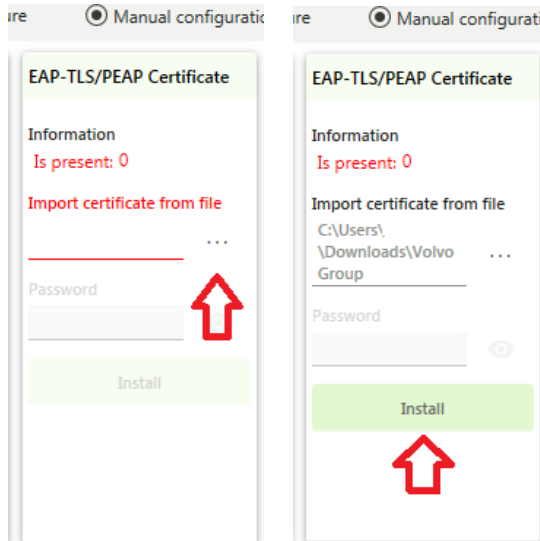 ure
Manual configuratio
EAP-TLS/PEAP Certificate
Information
Is present: 0
Import certificate from file
...
Password
Install
ure
Manual configurati
EAP-TLS/PEAP Certificate
Information
Is present: 0
Import certificate from file
C:\Users\
\Downloads\Volvo
Group
...
Password
Install